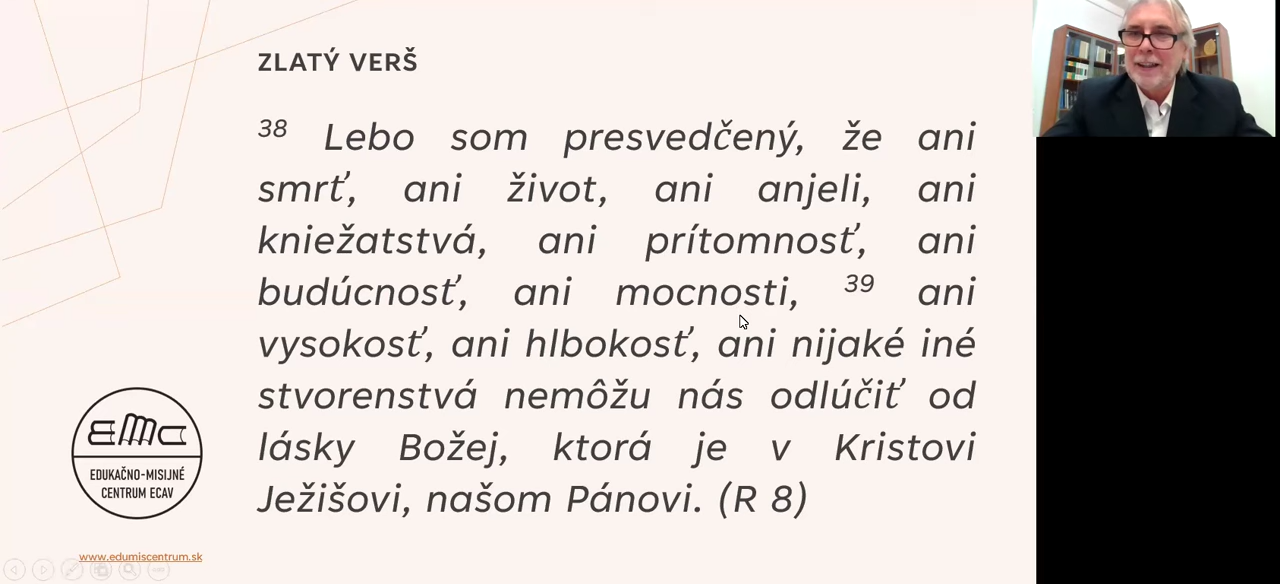 ZLATÝ VERŠ
38 Lebo som presvedčený, že ani
smrť, ani život, ani anjeli, ani
kniežatstvá, ani prítomnosť, ani
budúcnosť, ani mocnosti, 39 ani
vysokosť, ani hlbokosť, ani nijaké iné
stvorenstvá nemôžu nás odlúčiť od
lásky Božej, ktorá je v Kristovi
Ježišovi, našom Pánovi. (R 8)
EMC
EDUKAČNO-MISIJNÉ
CENTRUM ECAV
www.edumiscentrum.sk